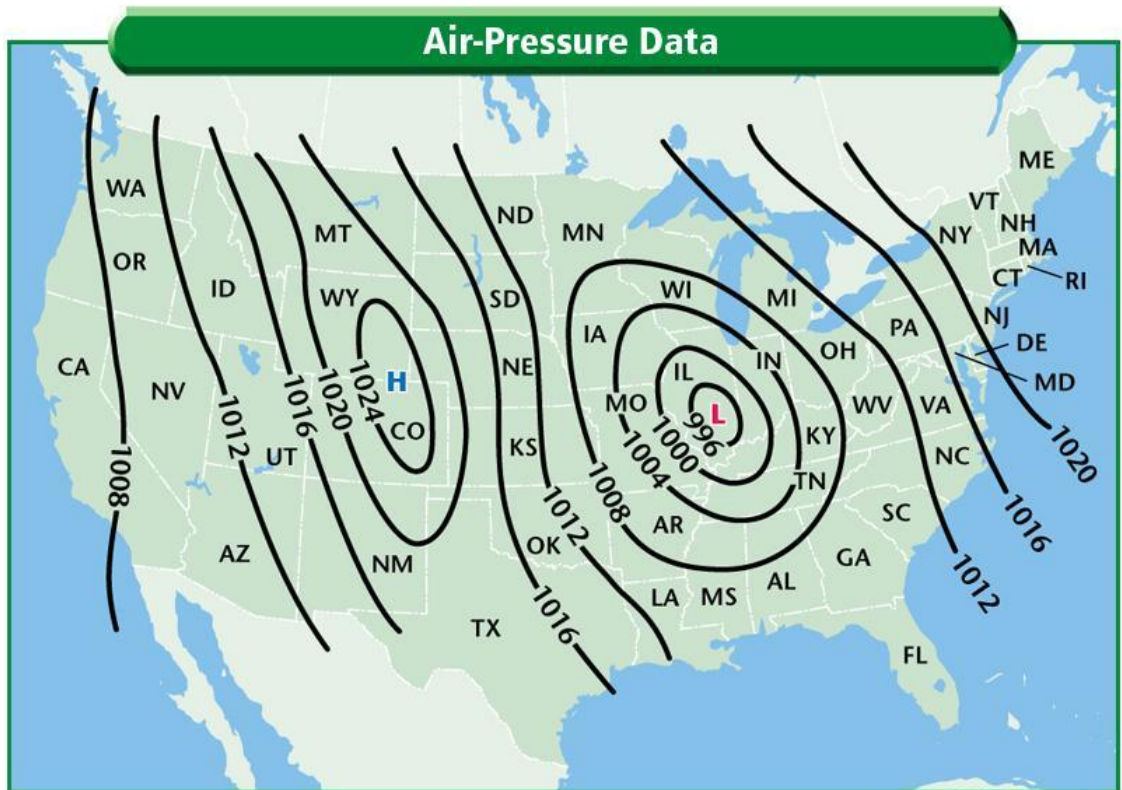 Air-Pressure Data
WA
MT
ND
MN
ME
VT
NH
NY
MA
OR
ID
WY
SD
WI
MI
CT
RI
CA
NV
UT
H
CO
NE
IA
IL
IN
OH
PA
NJ
DE
MD
MO
L
KY
WV
VA
KS
TN
NC
AZ
NM
OK
AR
SC
TX
LA
MS
AL
GA
FL
1008
1012
1016
1020
1024
1016
1012
1008
1004
1000
996
1012
1016
1020